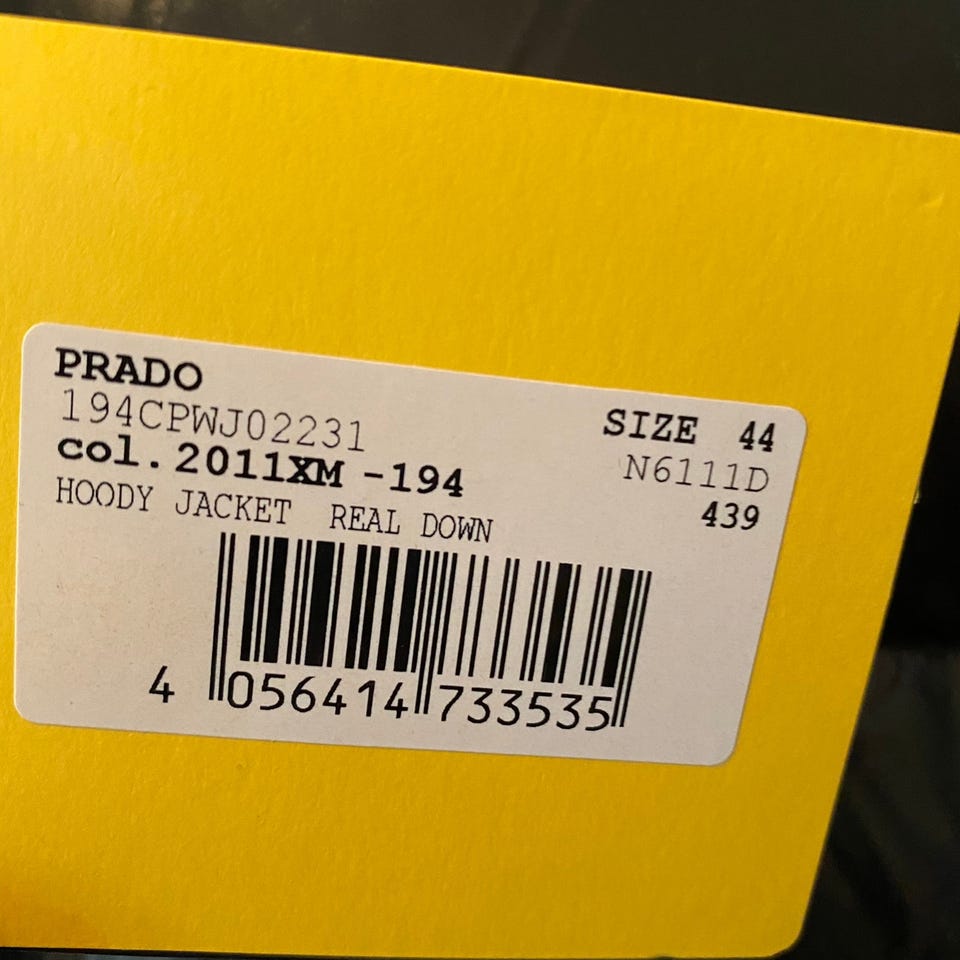 PRADO
194CPWJ02231
col. 2011XM -194
HOODY JACKET REAL DOWN
SIZE 44
N6111D
439
4 056414 733535